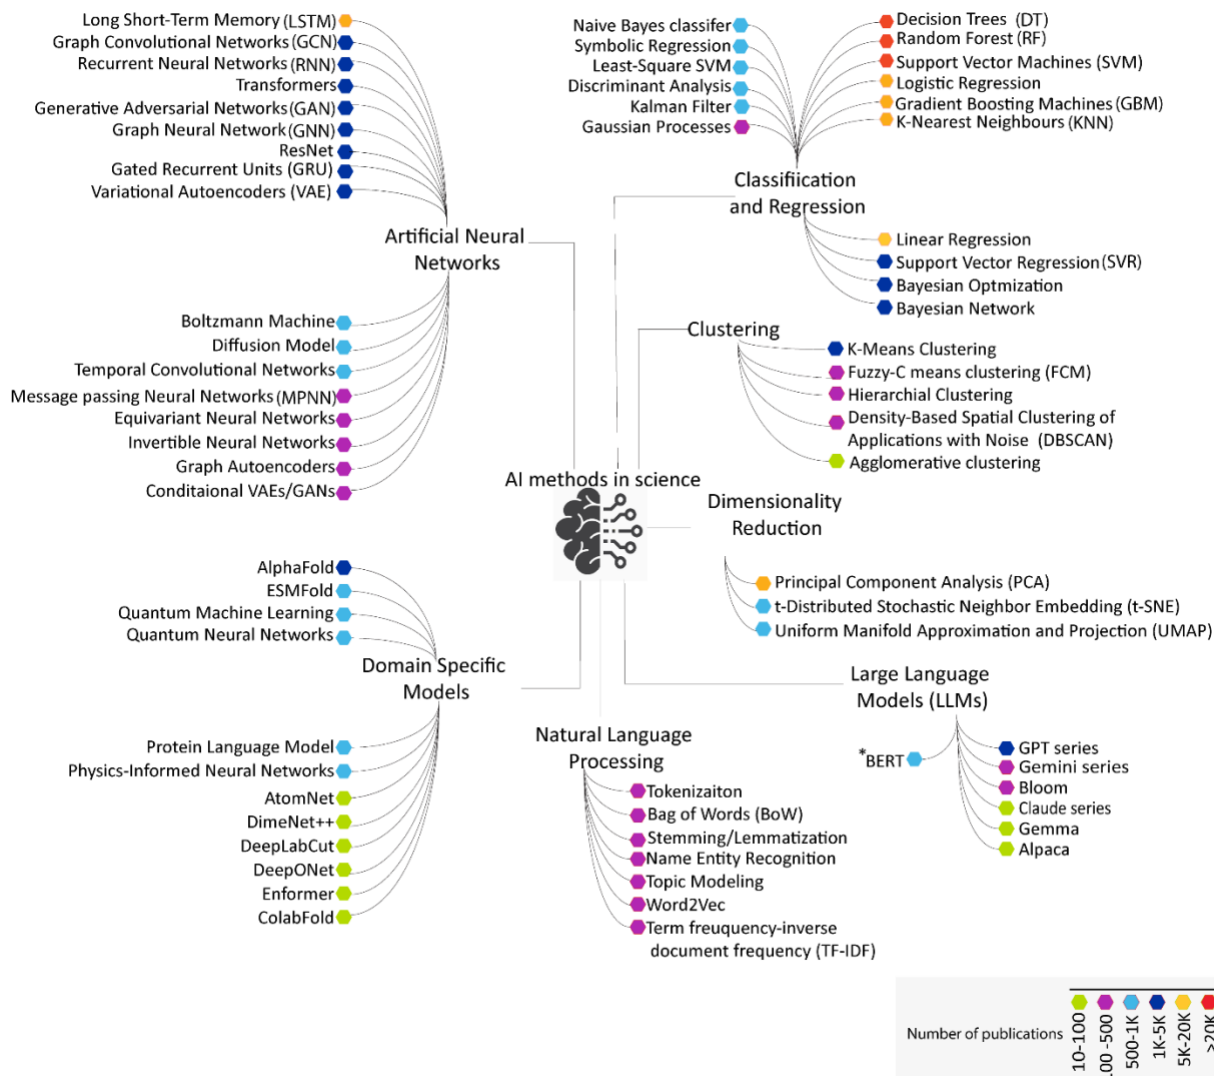 Long Short-Term Memory (LSTM)
Graph Convolutional Networks (GCN)
Recurrent Neural Networks (RNN)
Transformers
Generative Adversarial Networks (GAN)
Graph Neural Network (GNN)
ResNet
Gated Recurrent Units (GRU)
Variational Autoencoders (VAE)
Artificial Neural
Networks
Boltzmann Machine
Diffusion Model
Temporal Convolutional Networks
Message passing Neural Networks (MPNN)
Equivariant Neural Networks
Invertible Neural Networks
Graph Autoencoders
Conditaional VAEs/GANs
Naive Bayes classifer
Symbolic Regression
Least-Square SVM
Discriminant Analysis
Kalman Filter
Gaussian Processes
Decision Trees (DT)
Random Forest (RF)
Support Vector Machines (SVM)
Logistic Regression
Gradient Boosting Machines (GBM)
K-Nearest Neighbours (KNN)
Classifiication
and Regression
Linear Regression
Support Vector Regression (SVR)
Bayesian Optmization
Bayesian Network
Clustering
K-Means Clustering
Fuzzy-C means clustering (FCM)
Hierarchial Clustering
Density-Based Spatial Clustering of
Applications with Noise (DBSCAN)
Agglomerative clustering
AI methods in science
Dimensionality
Reduction
Principal Component Analysis (PCA)
t-Distributed Stochastic Neighbor Embedding (t-SNE)
Uniform Manifold Approximation and Projection (UMAP)
AlphaFold
ESMFold
Quantum Machine Learning
Quantum Neural Networks
Domain Specific
Models
Protein Language Model
Physics-Informed Neural Networks
AtomNet
DimeNet++
DeepLabCut
DeepONet
Enformer
ColabFold
Natural Language
Processing
Tokenizaiton
Bag of Words (BoW)
Stemming/Lemmatization
Name Entity Recognition
Topic Modeling
Word2Vec
Term freuquency-inverse
document frequency (TF-IDF)
Large Language
Models (LLMs)
*BERT
GPT series
Gemini series
Bloom
Claude series
Gemma
Alpaca
Number of publications
10-100
100 -500
500-1K
1K-5K
5K-20K
>20K